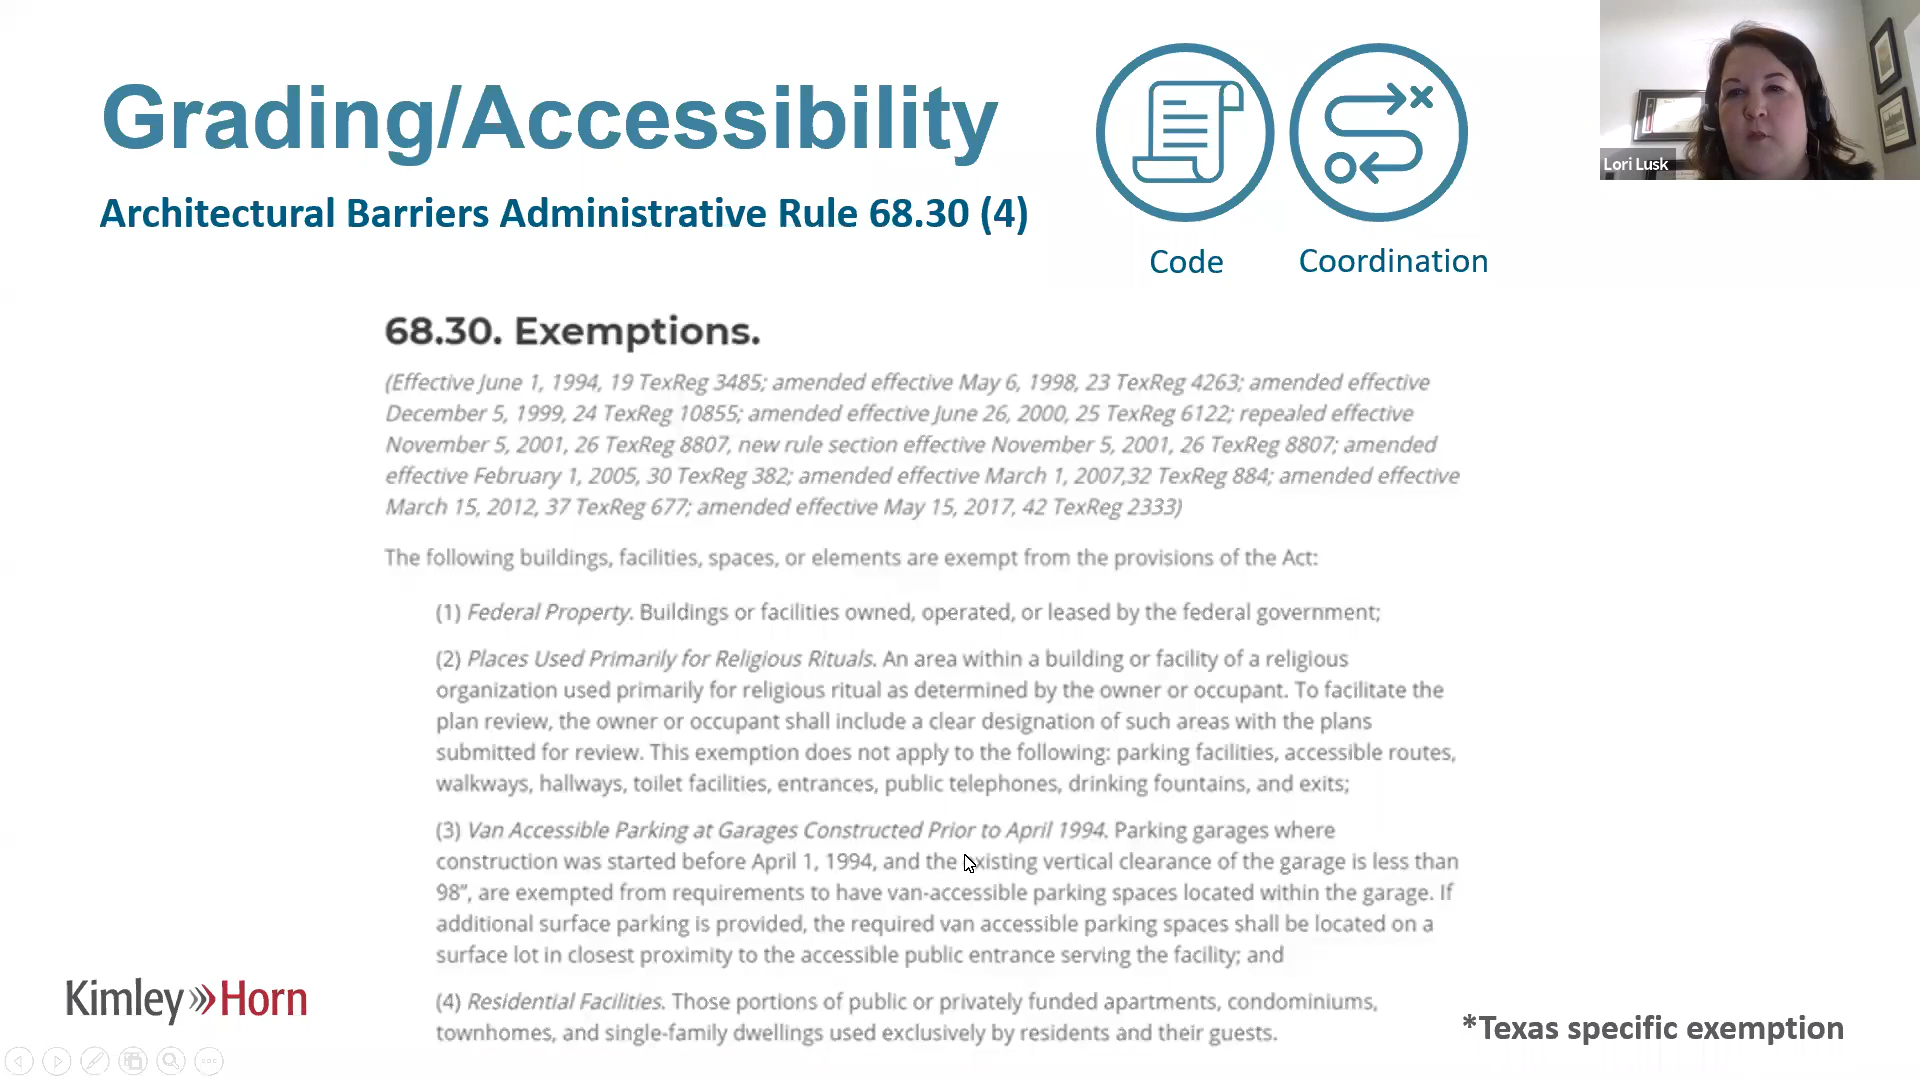 Grading/Accessibility
Architectural Barriers Administrative Rule 68.30 (4)
Code
Coordination
Lori Lusk
68.30. Exemptions.
(Effective June 1, 1994, 19 TexReg 3485; amended effective May 6, 1998, 23 TexReg 4263; amended effective
December 5, 1999, 24 TexReg 10855; amended effective June 26, 2000, 25 TexReg 6122; repealed effective
November 5, 2001, 26 TexReg 8807, new rule section effective November 5, 2001, 26 TexReg 8807; amended
effective February 1, 2005, 30 TexReg 382; amended effective March 1, 2007,32 TexReg 884; amended effective
March 15, 2012, 37 TexReg 677; amended effective May 15, 2017, 42 TexReg 2333)
The following buildings, facilities, spaces, or elements are exempt from the provisions of the Act:
(1) Federal Property. Buildings or facilities owned, operated, or leased by the federal government;
(2) Places Used Primarily for Religious Rituals. An area within a building or facility of a religious
organization used primarily for religious ritual as determined by the owner or occupant. To facilitate the
plan review, the owner or occupant shall include a clear designation of such areas with the plans
submitted for review. This exemption does not apply to the following: parking facilities, accessible routes,
walkways, hallways, toilet facilities, entrances, public telephones, drinking fountains, and exits;
(3) Van Accessible Parking at Garages Constructed Prior to April 1994. Parking garages where
construction was started before April 1, 1994, and the existing vertical clearance of the garage is less than
98", are exempted from requirements to have van-accessible parking spaces located within the garage. If
additional surface parking is provided, the required van accessible parking spaces shall be located on a
surface lot in closest proximity to the accessible public entrance serving the facility; and
(4) Residential Facilities. Those portions of public or privately funded apartments, condominiums,
townhomes, and single-family dwellings used exclusively by residents and their guests.
Kimley»Horn
*Texas specific exemption